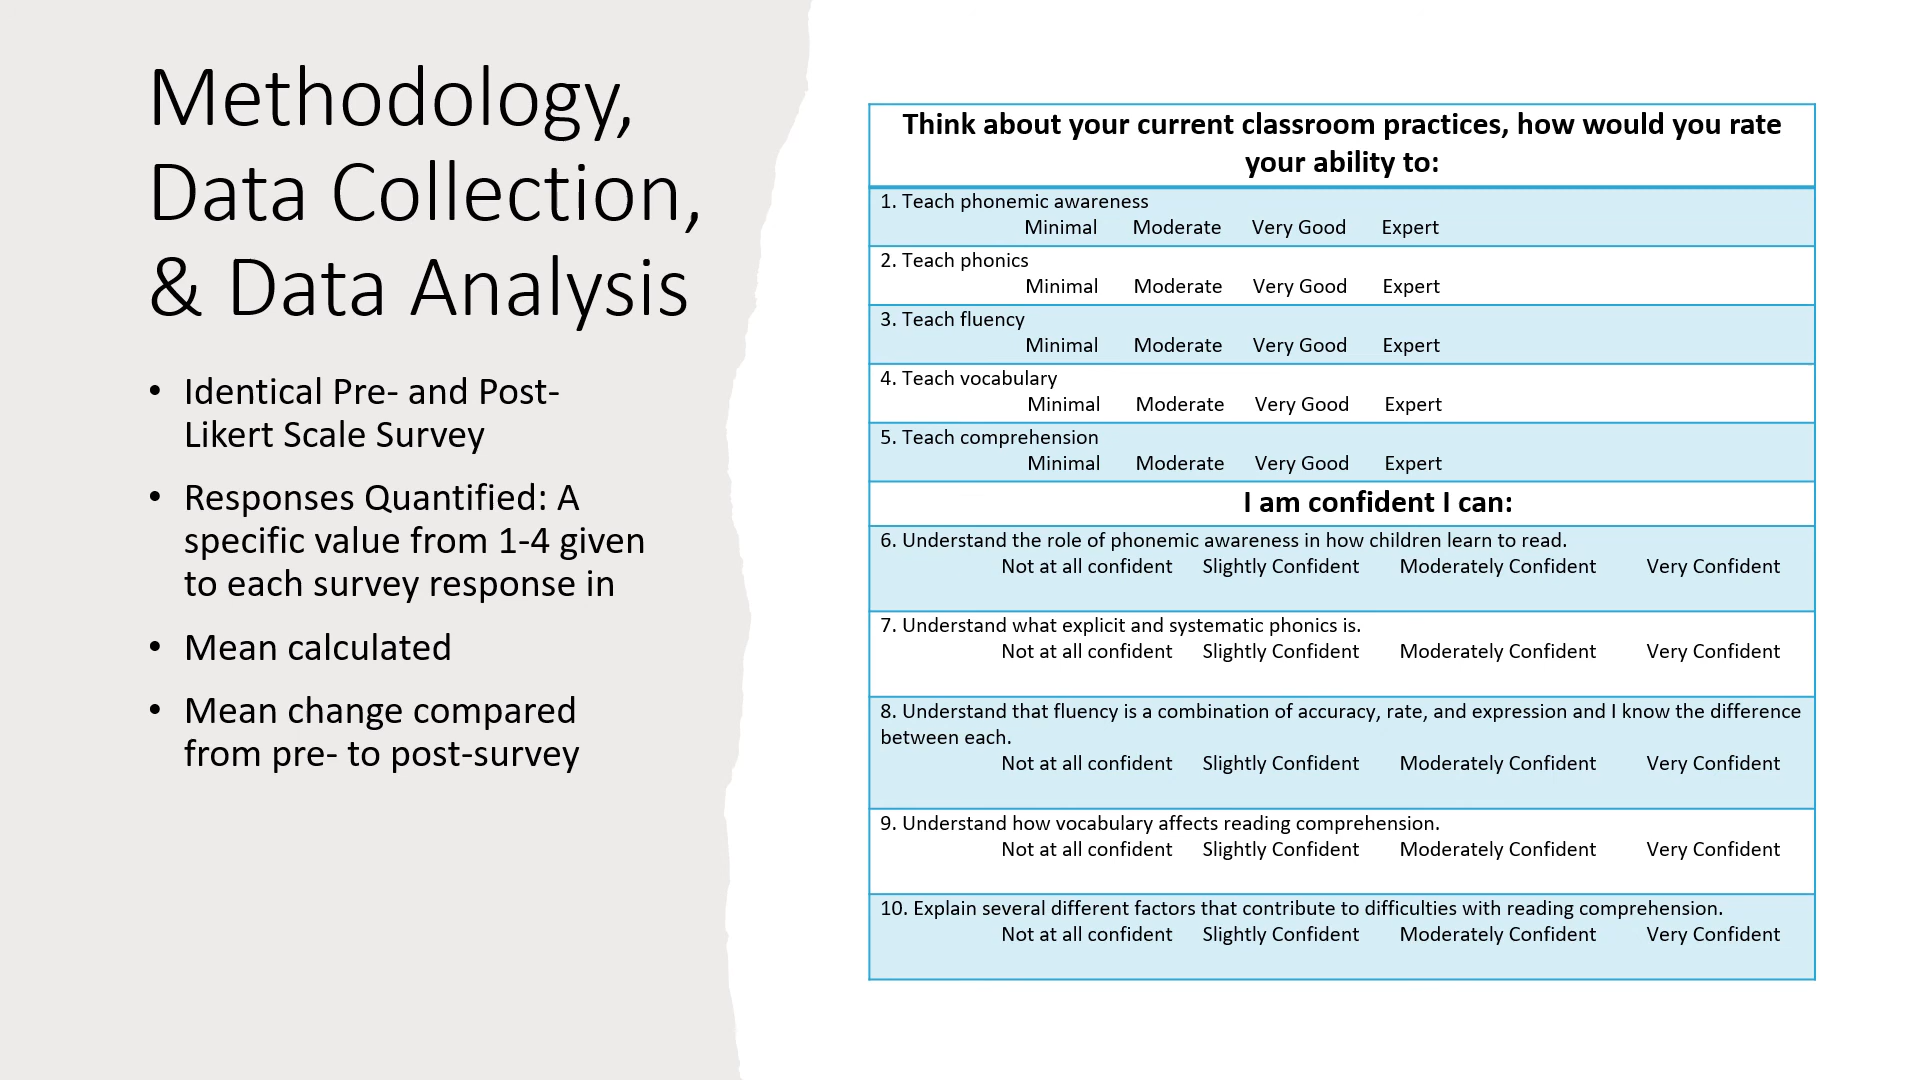 Methodology,
Data Collection,
& Data Analysis
• Identical Pre- and Post-
Likert Scale Survey
• Responses Quantified: A
specific value from 1-4 given
to each survey response in
• Mean calculated
• Mean change compared
from pre- to post-survey
Think about your current classroom practices, how would you rate
your ability to:
1. Teach phonemic awareness
Minimal Moderate Very Good Expert
2. Teach phonics
Minimal Moderate Very Good Expert
3. Teach fluency
Minimal Moderate Very Good Expert
4. Teach vocabulary
Minimal Moderate Very Good Expert
5. Teach comprehension
Minimal Moderate Very Good Expert
I am confident I can:
6. Understand the role of phonemic awareness in how children learn to read.
Not at all confident Slightly Confident Moderately Confident Very Confident
7. Understand what explicit and systematic phonics is.
Not at all confident Slightly Confident Moderately Confident Very Confident
8. Understand that fluency is a combination of accuracy, rate, and expression and I know the difference
between each.
Not at all confident Slightly Confident Moderately Confident Very Confident
9. Understand how vocabulary affects reading comprehension.
Not at all confident Slightly Confident Moderately Confident Very Confident
10. Explain several different factors that contribute to difficulties with reading comprehension.
Not at all confident Slightly Confident Moderately Confident Very Confident